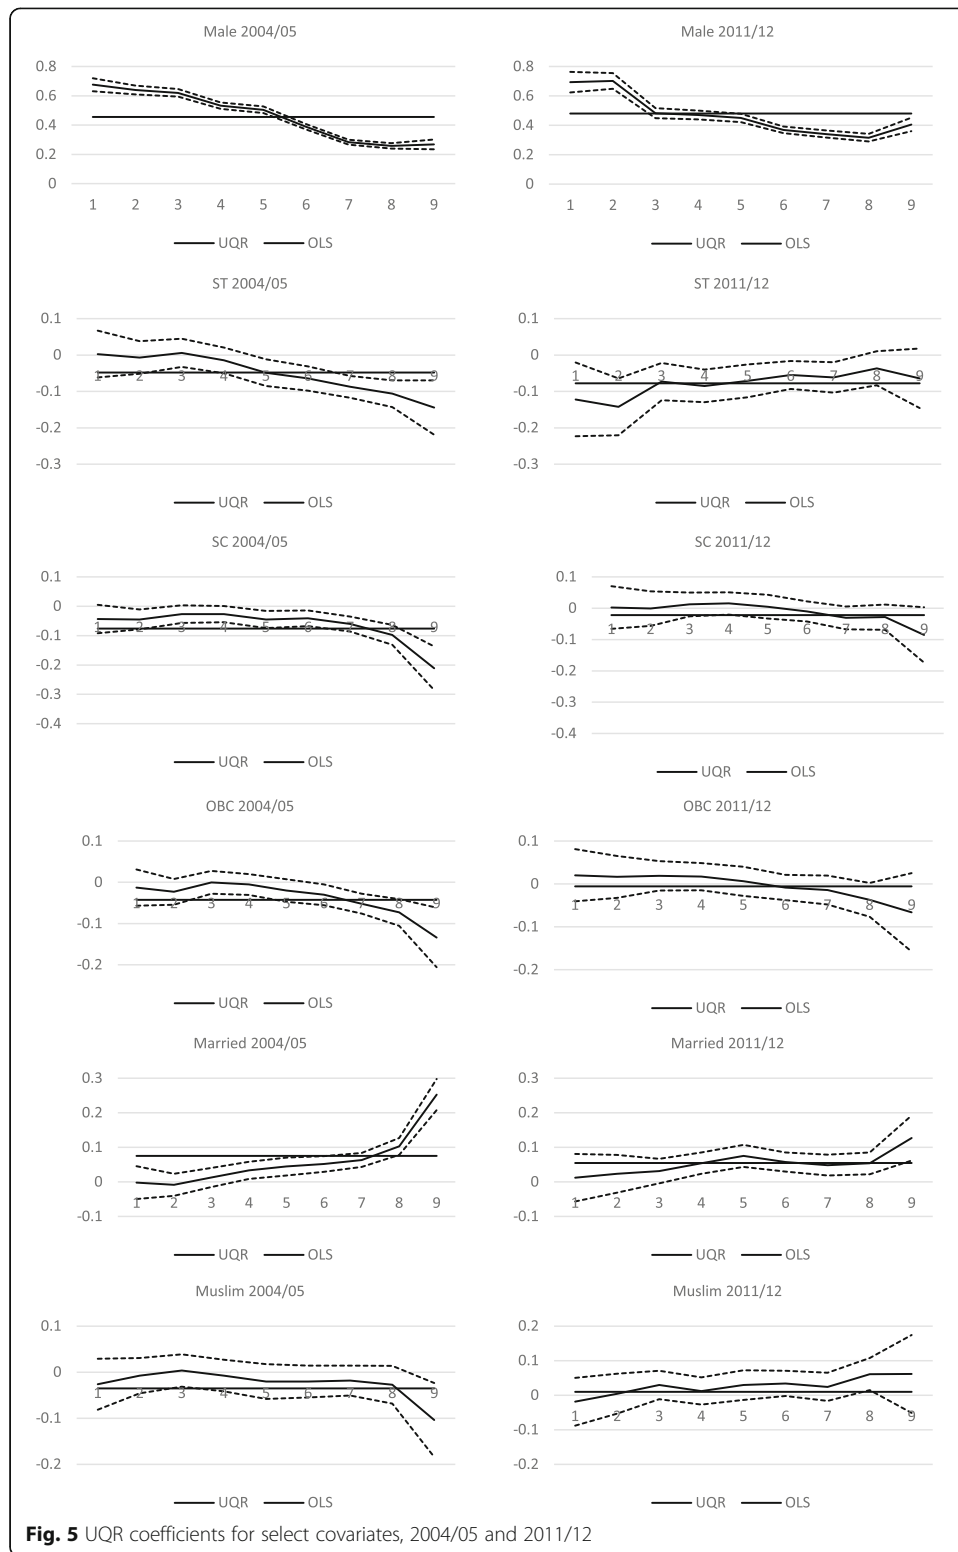 Male 2004/05
0.8
0.6
0.4
0.2
0
1 2 3 4 5 6 7 8 9
UQR OLS
Male 2011/12
0.8
0.6
0.4
0.2
0
1 2 3 4 5 6 7 8 9
UQR OLS
ST 2004/05
0.1
0
-0.1
-0.2
-0.3
1 2 3 4 5 6 7 8 9
UQR OLS
ST 2011/12
0.1
0
-0.1
-0.2
-0.3
1 2 3 4 5 6 7 8 9
UQR OLS
SC 2004/05
0.1
0
-0.1
-0.2
-0.3
-0.4
1 2 3 4 5 6 7 8 9
UQR OLS
SC 2011/12
0.1
0
-0.1
-0.2
-0.3
-0.4
1 2 3 4 5 6 7 8 9
UQR OLS
OBC 2004/05
0.1
0
-0.1
-0.2
1 2 3 4 5 6 7 8 9
UQR OLS
OBC 2011/12
0.1
0
-0.1
-0.2
1 2 3 4 5 6 7 8 9
UQR OLS
Married 2004/05
0.3
0.2
0.1
0
-0.1
1 2 3 4 5 6 7 8 9
UQR OLS
Married 2011/12
0.3
0.2
0.1
0
-0.1
1 2 3 4 5 6 7 8 9
UQR OLS
Muslim 2004/05
0.1
0
-0.1
-0.2
1 2 3 4 5 6 7 8 9
UQR OLS
Muslim 2011/12
0.2
0.1
0
-0.1
-0.2
1 2 3 4 5 6 7 8 9
UQR OLS
Fig. 5 UQR coefficients for select covariates, 2004/05 and 2011/12